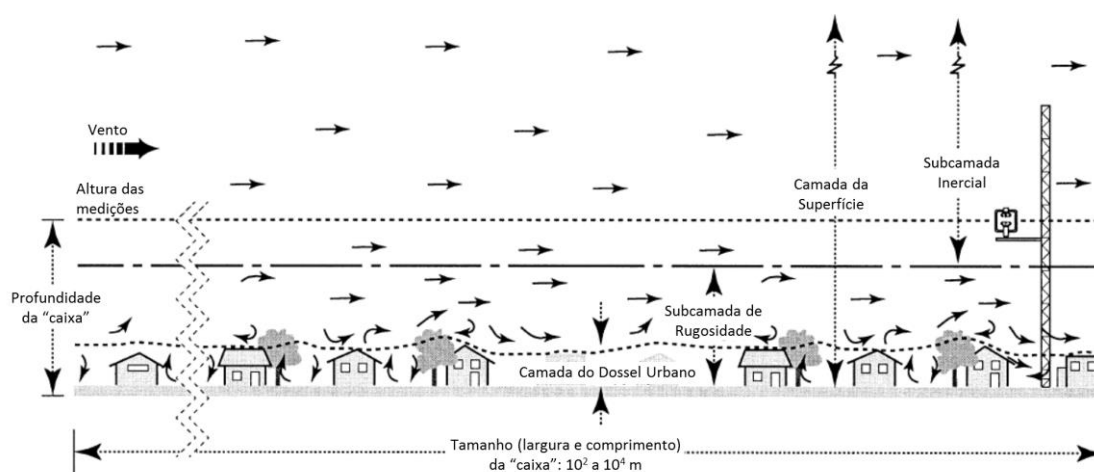 Vento
Altura das
medições
Profundidade
da “caixa”
Camada da
Superfície
Subcamada
Inercial
Subcamada de
Rugosidade
Camada do Dossel Urbano
Tamanho (largura e comprimento)
da “caixa”: 10² a 10⁴ m